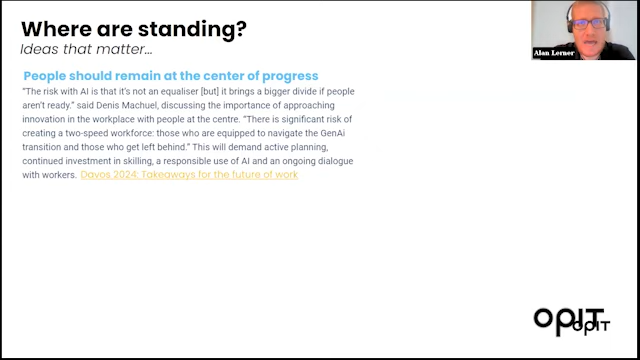 Where are standing?
Ideas that matter...
Alan Lerner
People should remain at the center of progress
“The risk with AI is that it's not an equaliser [but] it brings a bigger divide if people
aren't ready.” said Denis Machuel, discussing the importance of approaching
innovation in the workplace with people at the centre. “There is significant risk of
creating a two-speed workforce: those who are equipped to navigate the GenAi
transition and those who get left behind.” This will demand active planning,
continued investment in skilling, a responsible use of AI and an ongoing dialogue
with workers. Davos 2024: Takeaways for the future of work
OPIT
OPIT